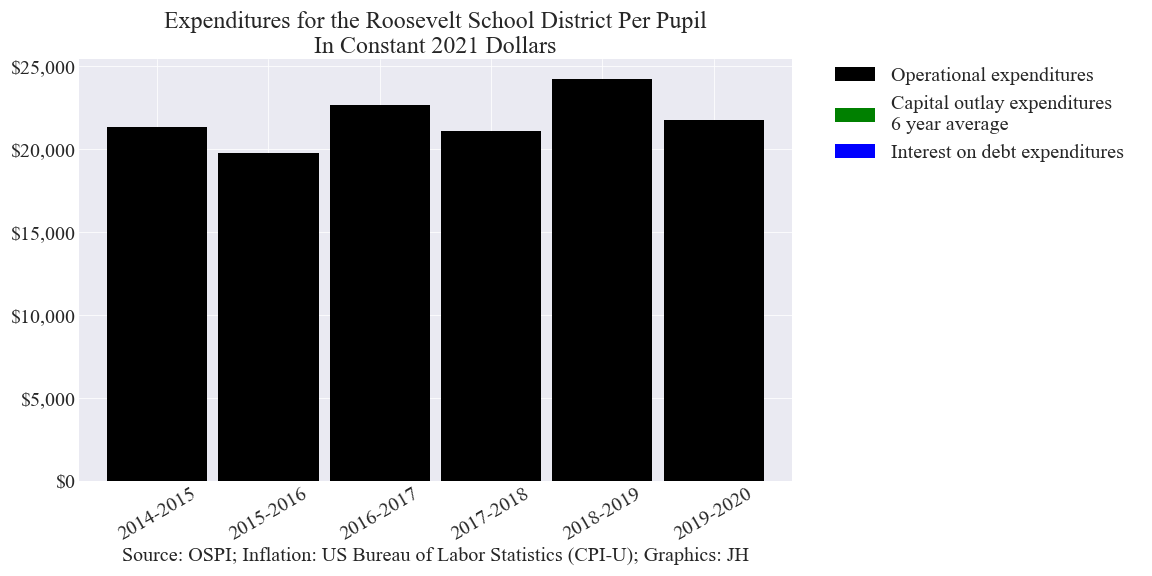 Expenditures for the Roosevelt School District Per Pupil
In Constant 2021 Dollars
$25,000
$20,000
$15,000
$10,000
$5,000
$0
2014-2015
2015-2016
2016-2017
2017-2018
2018-2019
2019-2020
Source: OSPI; Inflation: US Bureau of Labor Statistics (CPI-U); Graphics: JH
Operational expenditures
Capital outlay expenditures
6 year average
Interest on debt expenditures